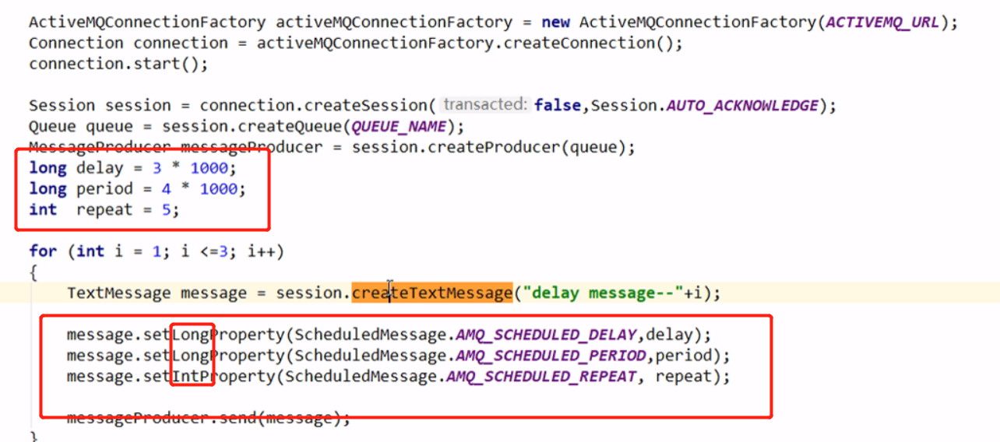 ActiveMQConnectionFactory activeMQConnectionFactory = new ActiveMQConnectionFactory(ACTIVEMQ_URL);
Connection connection = activeMQConnectionFactory.createConnection();
connection.start();
Session session = connection.createSession( transacted: false,Session.AUTO_ACKNOWLEDGE);
Queue queue = session.createQueue(QUEUE_NAME);
MessageProducer messageProducer = session.createProducer(queue);
long delay = 3 * 1000;
long period = 4 * 1000;
int  repeat = 5;
for (int i = 1; i <=3; i++)
{
TextMessage message = session.createTextMessage("delay message--"+i);
message.setLongProperty(ScheduledMessage.AMQ_SCHEDULED_DELAY,delay);
message.setLongProperty(ScheduledMessage.AMQ_SCHEDULED_PERIOD,period);
message.setIntProperty(ScheduledMessage.AMQ_SCHEDULED_REPEAT, repeat);
messageProducer.send(message);
}